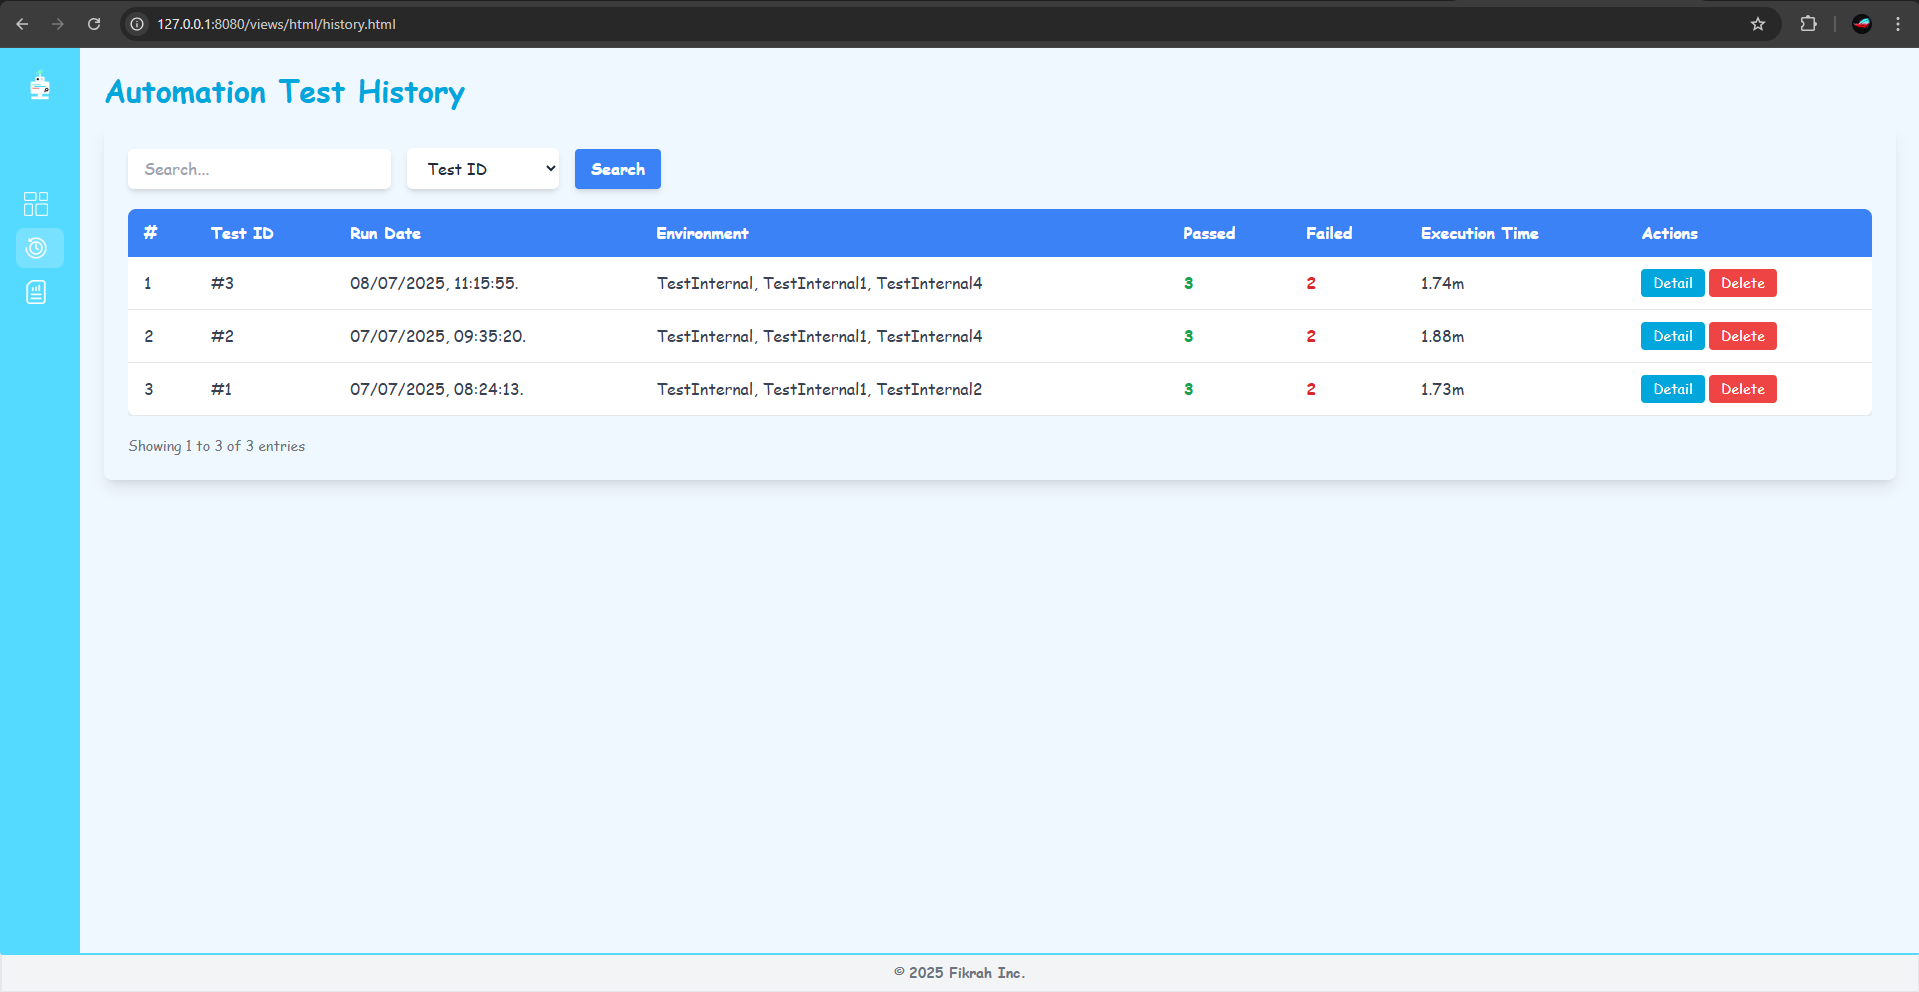 127.0.0.1:8080/views/html/history.html
Automation Test History
Search... Test ID Search
# Test ID Run Date Environment Passed Failed Execution Time Actions
1 #3 08/07/2025, 11:15:55. TestInternal, TestInternal1, TestInternal4 3 2 1.74m Detail Delete
2 #2 07/07/2025, 09:35:20. TestInternal, TestInternal1, TestInternal4 3 2 1.88m Detail Delete
3 #1 07/07/2025, 08:24:13. TestInternal, TestInternal1, TestInternal2 3 2 1.73m Detail Delete
Showing 1 to 3 of 3 entries
© 2025 Fikrah Inc.